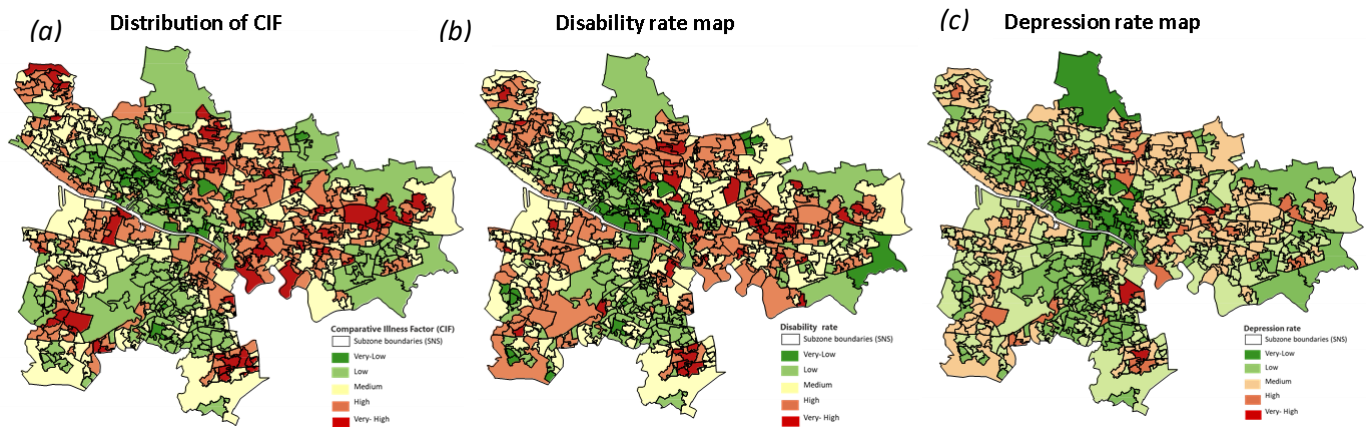 (a) Distribution of CIF
(b) Disability rate map
(c) Depression rate map
Comparative Illness Factor (CIF)
Subzone boundaries (SNS)
Very-Low
Low
Medium
High
Very- High
Disability rate
Subzone boundaries (SNS)
Very-Low
Low
Medium
High
Very- High
Depression rate
Subzone boundaries (SNS)
Very-Low
Low
Medium
High
Very-High